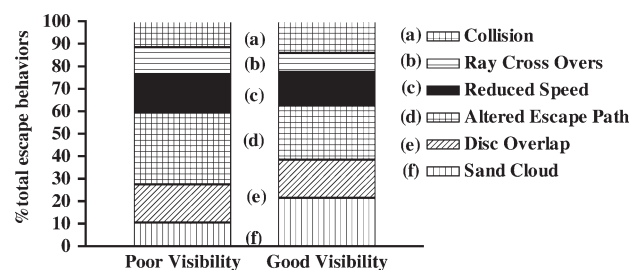 100
90
80
70
60
50
40
30
20
10
0
%total escape behaviors
(a)
(b)
(c)
(d)
(e)
(f)
Poor Visibility
Good Visibility
(a) Collision
(b) Ray Cross Overs
(c) Reduced Speed
(d) Altered Escape Path
(e) Disc Overlap
(f) Sand Cloud